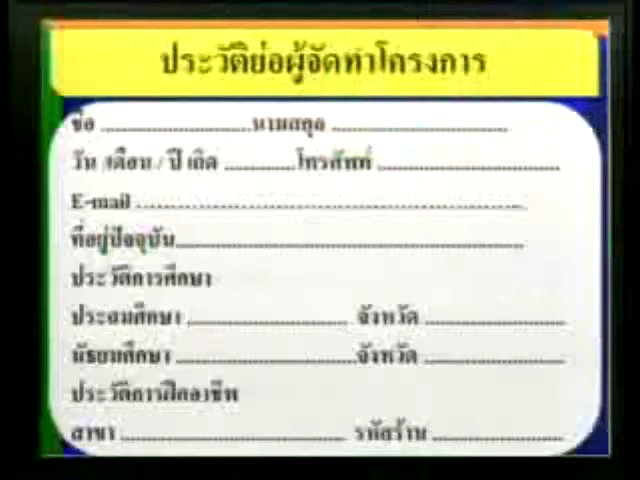 ประวัติย่อผู้จัดทำโครงการ
ชื่อ ..............................นามสกุล ...................................
วัน /เดือน / ปี เกิด ..............โทรศัพท์ ....................................
E-mail ..............................................................................
ที่อยู่ปัจจุบัน......................................................................
ประวัติการศึกษา
ประถมศึกษา ................................ จังหวัด ............................
มัธยมศึกษา ....................................จังหวัด ............................
ประวัติการฝึกอาชีพ
สาขา ............................................. รหัสร้าน ..........................